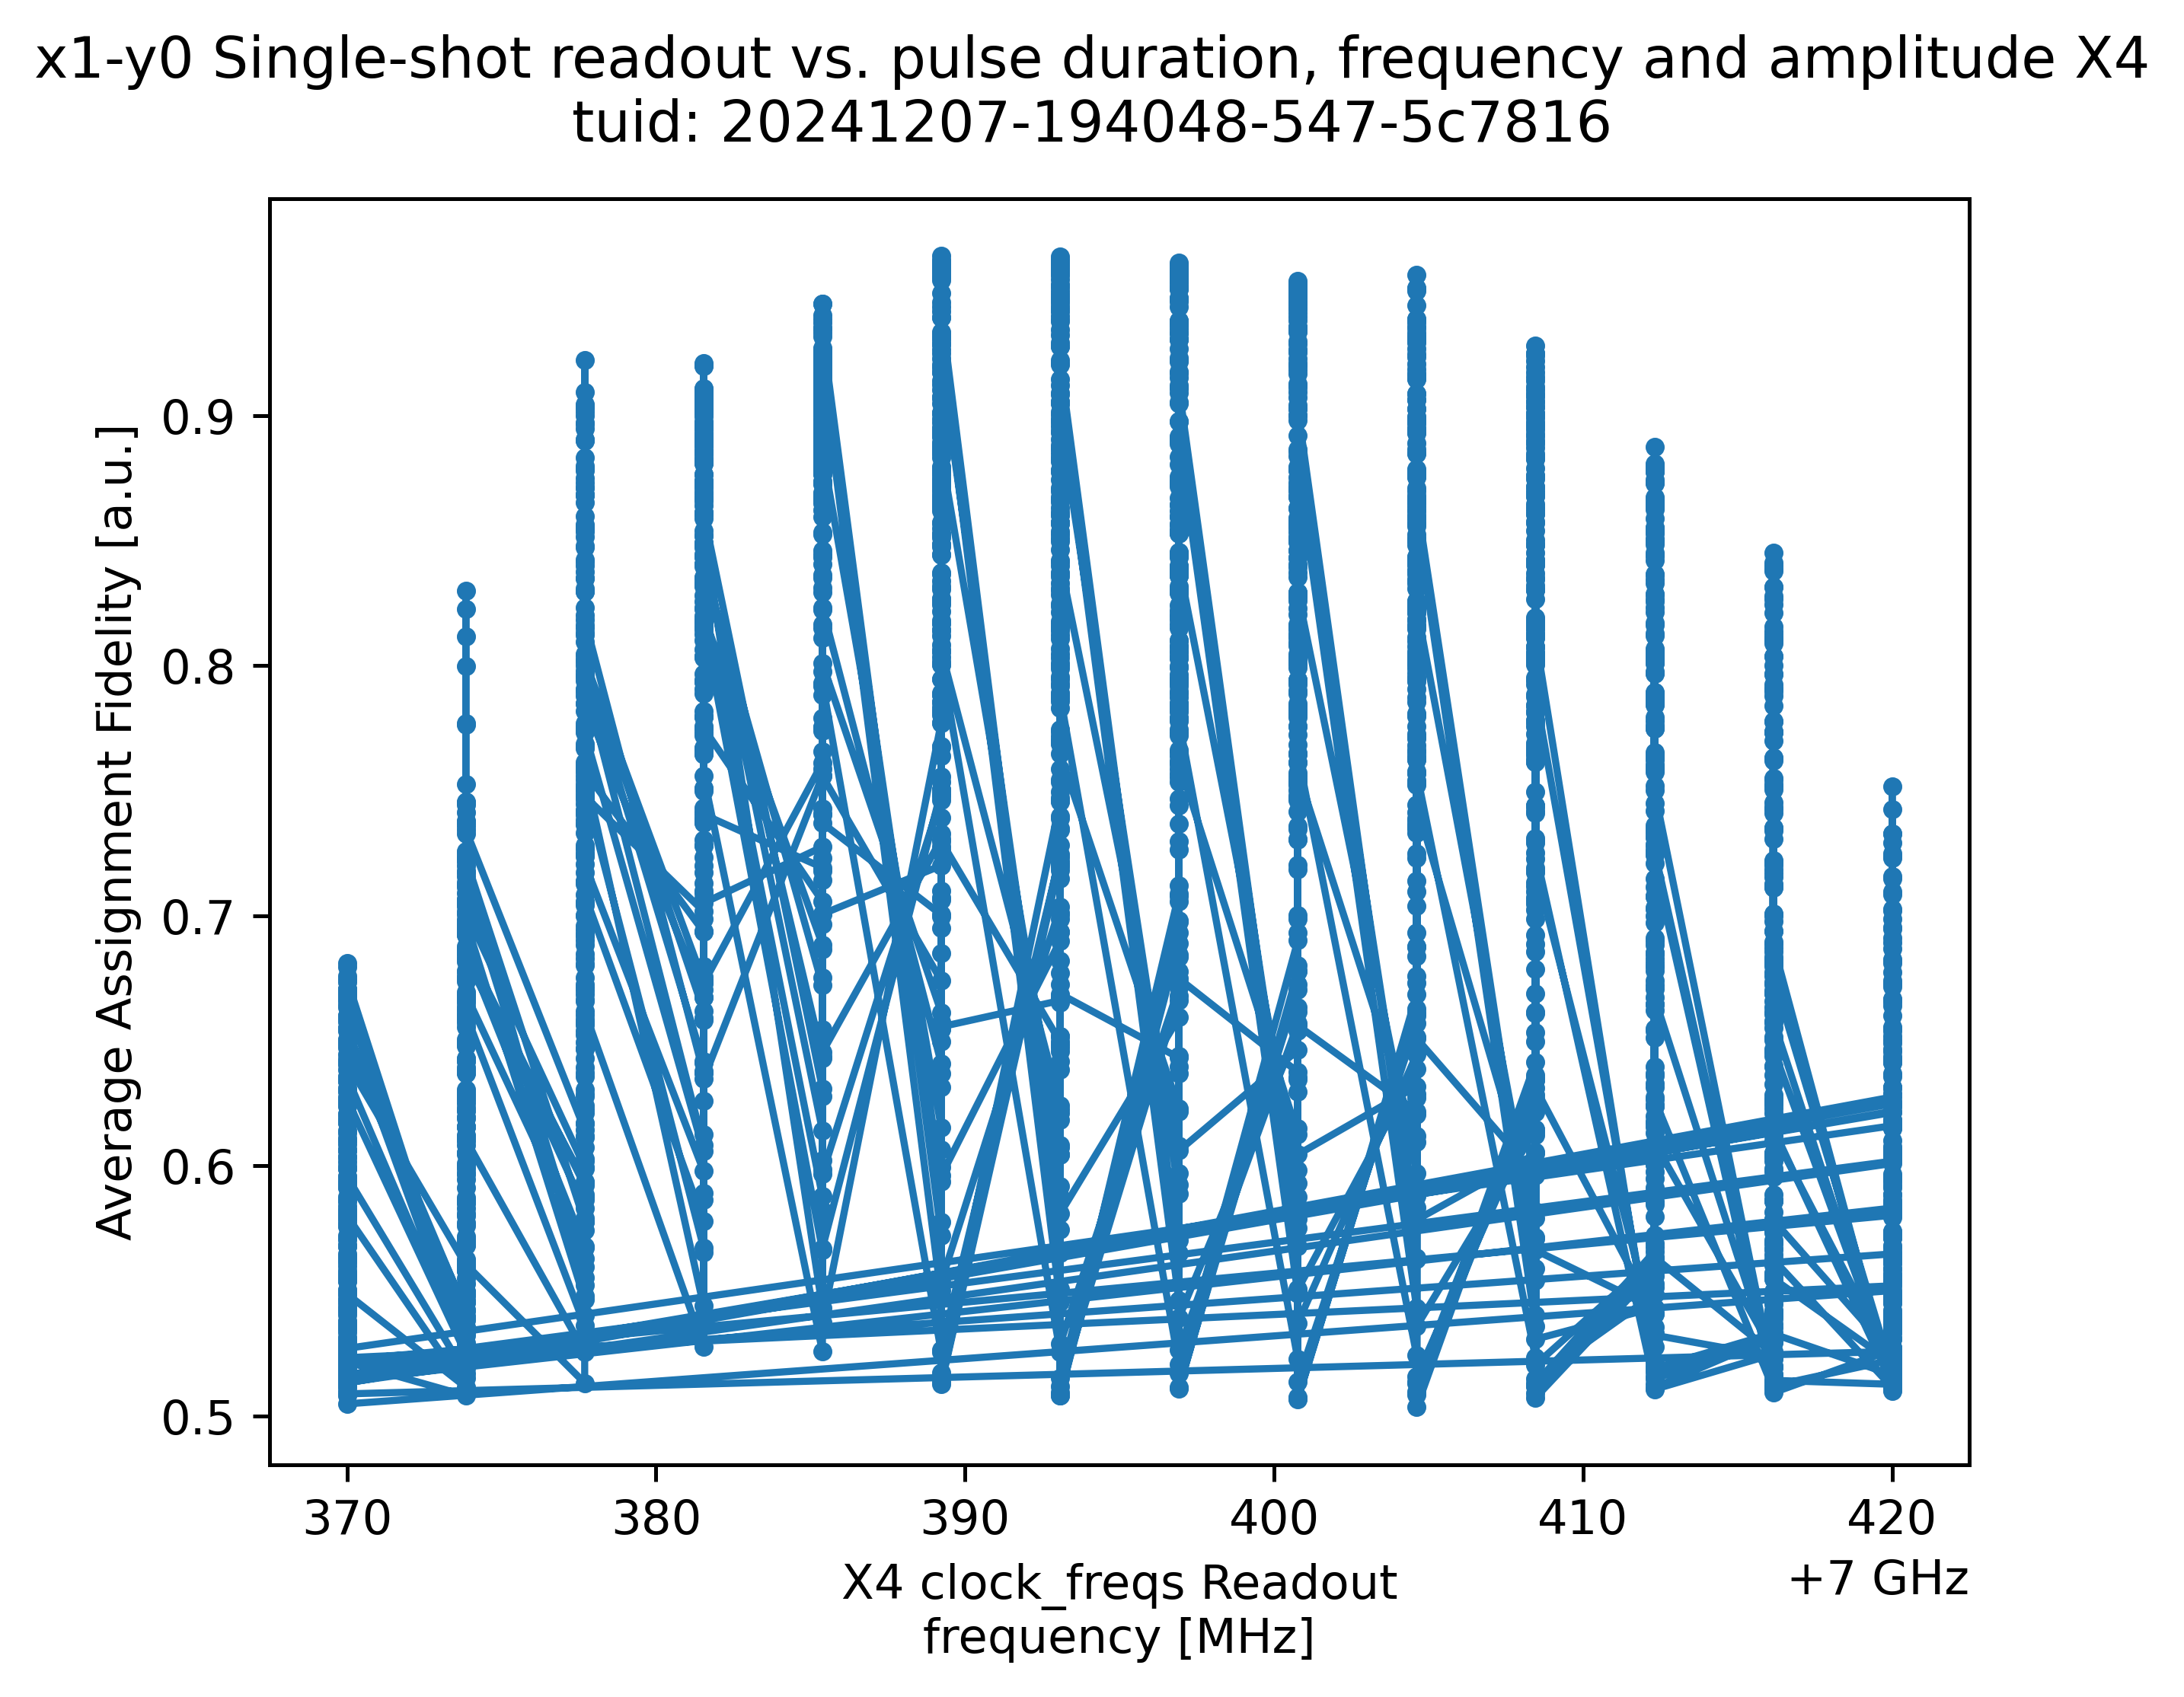 x1-y0 Single-shot readout vs. pulse duration, frequency and amplitude X4
tuid: 20241207-194048-547-5c7816
Average Assignment Fidelity [a.u.]
0.9
0.8
0.7
0.6
0.5
370 380 390 400 410 420
+7 GHz
X4 clock_freqs Readout
frequency [MHz]